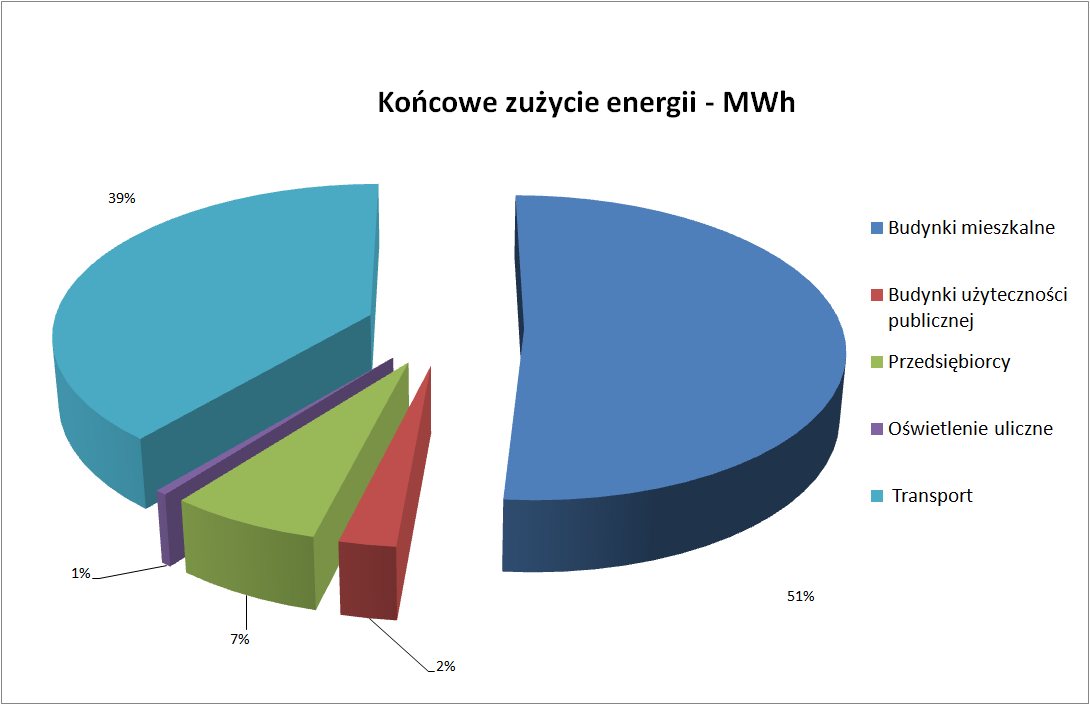 Końcowe zużycie energii - MWh
39%
Budynki mieszkalne
Budynki użyteczności
publicznej
Przedsiębiorcy
Oświetlenie uliczne
Transport
1%
51%
7%
2%